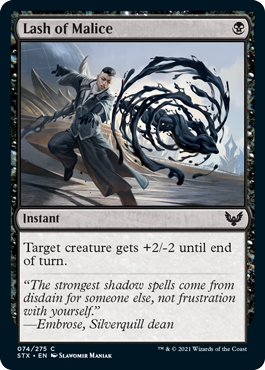 Lash of Malice
Instant
Target creature gets +2/-2 until end
of turn.
“The strongest shadow spells come from
disdain for someone else, not frustration
with yourself.”
—Embrose, Silverquill dean
074/275 C
STX • EN Slawomir Maniak
™ & © 2021 Wizards of the Coast